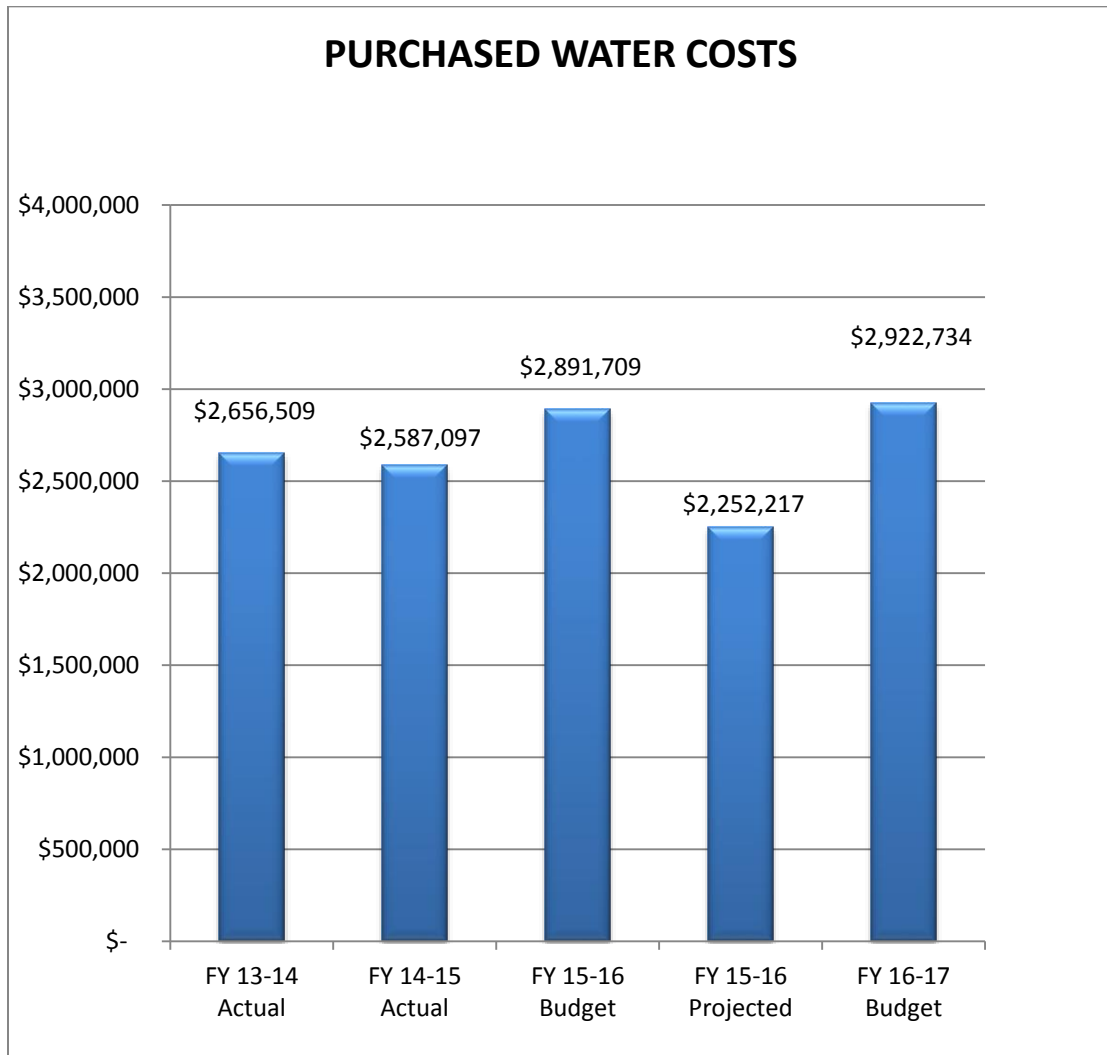 PURCHASED WATER COSTS
$4,000,000
$3,500,000
$3,000,000
$2,500,000
$2,000,000
$1,500,000
$1,000,000
$500,000
$-
$2,656,509
$2,587,097
$2,891,709
$2,252,217
$2,922,734
FY 13-14
Actual
FY 14-15
Actual
FY 15-16
Budget
FY 15-16
Projected
FY 16-17
Budget